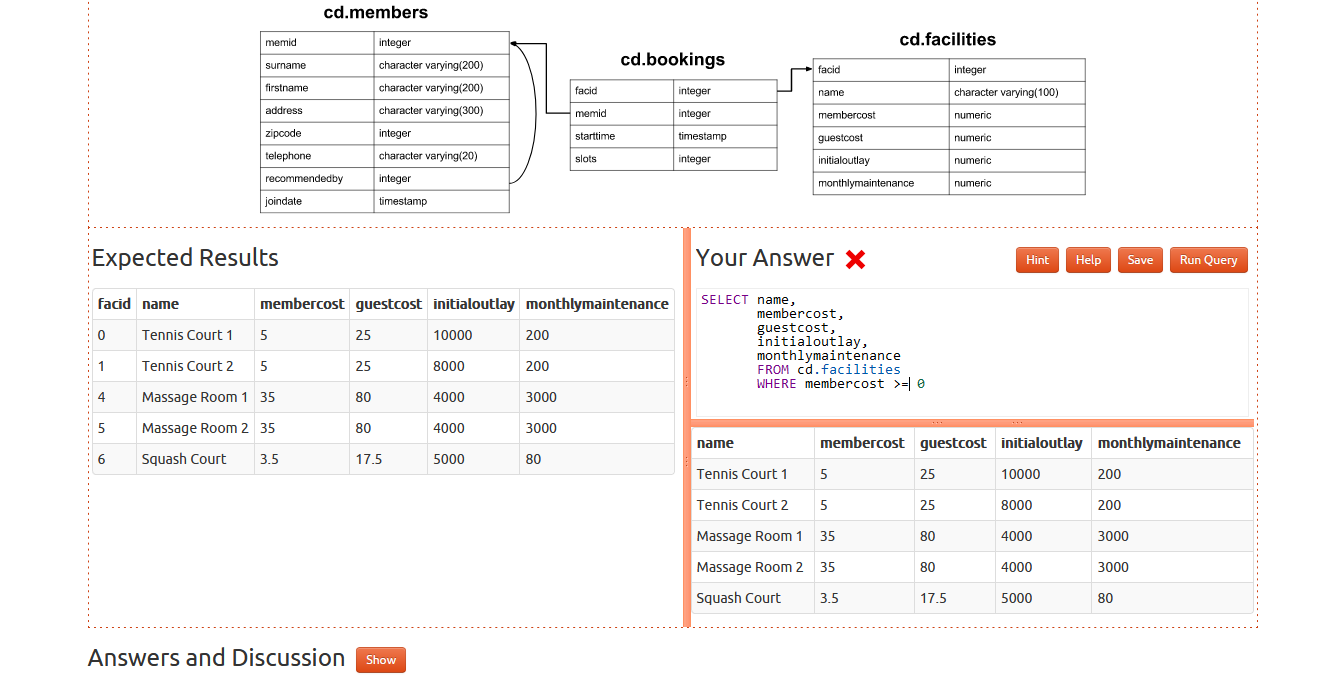 cd.members
memid integer
surname character varying(200)
firstname character varying(200)
address character varying(300)
zipcode integer
telephone character varying(20)
recommendedby integer
joindate timestamp
cd.bookings
facid integer
memid integer
starttime timestamp
slots integer
cd.facilities
facid integer
name character varying(100)
membercost numeric
guestcost numeric
initialoutlay numeric
monthlymaintenance numeric
Expected Results
facid name membercost guestcost initialoutlay monthlymaintenance
0 Tennis Court 1 5 25 10000 200
1 Tennis Court 2 5 25 8000 200
4 Massage Room 1 35 80 4000 3000
5 Massage Room 2 35 80 4000 3000
6 Squash Court 3.5 17.5 5000 80
Your Answer
Hint Help Save Run Query
SELECT name,
membercost,
guestcost,
initialoutlay,
monthlymaintenance
FROM cd.facilities
WHERE membercost >= 0
name membercost guestcost initialoutlay monthlymaintenance
Tennis Court 1 5 25 10000 200
Tennis Court 2 5 25 8000 200
Massage Room 1 35 80 4000 3000
Massage Room 2 35 80 4000 3000
Squash Court 3.5 17.5 5000 80
Answers and Discussion Show